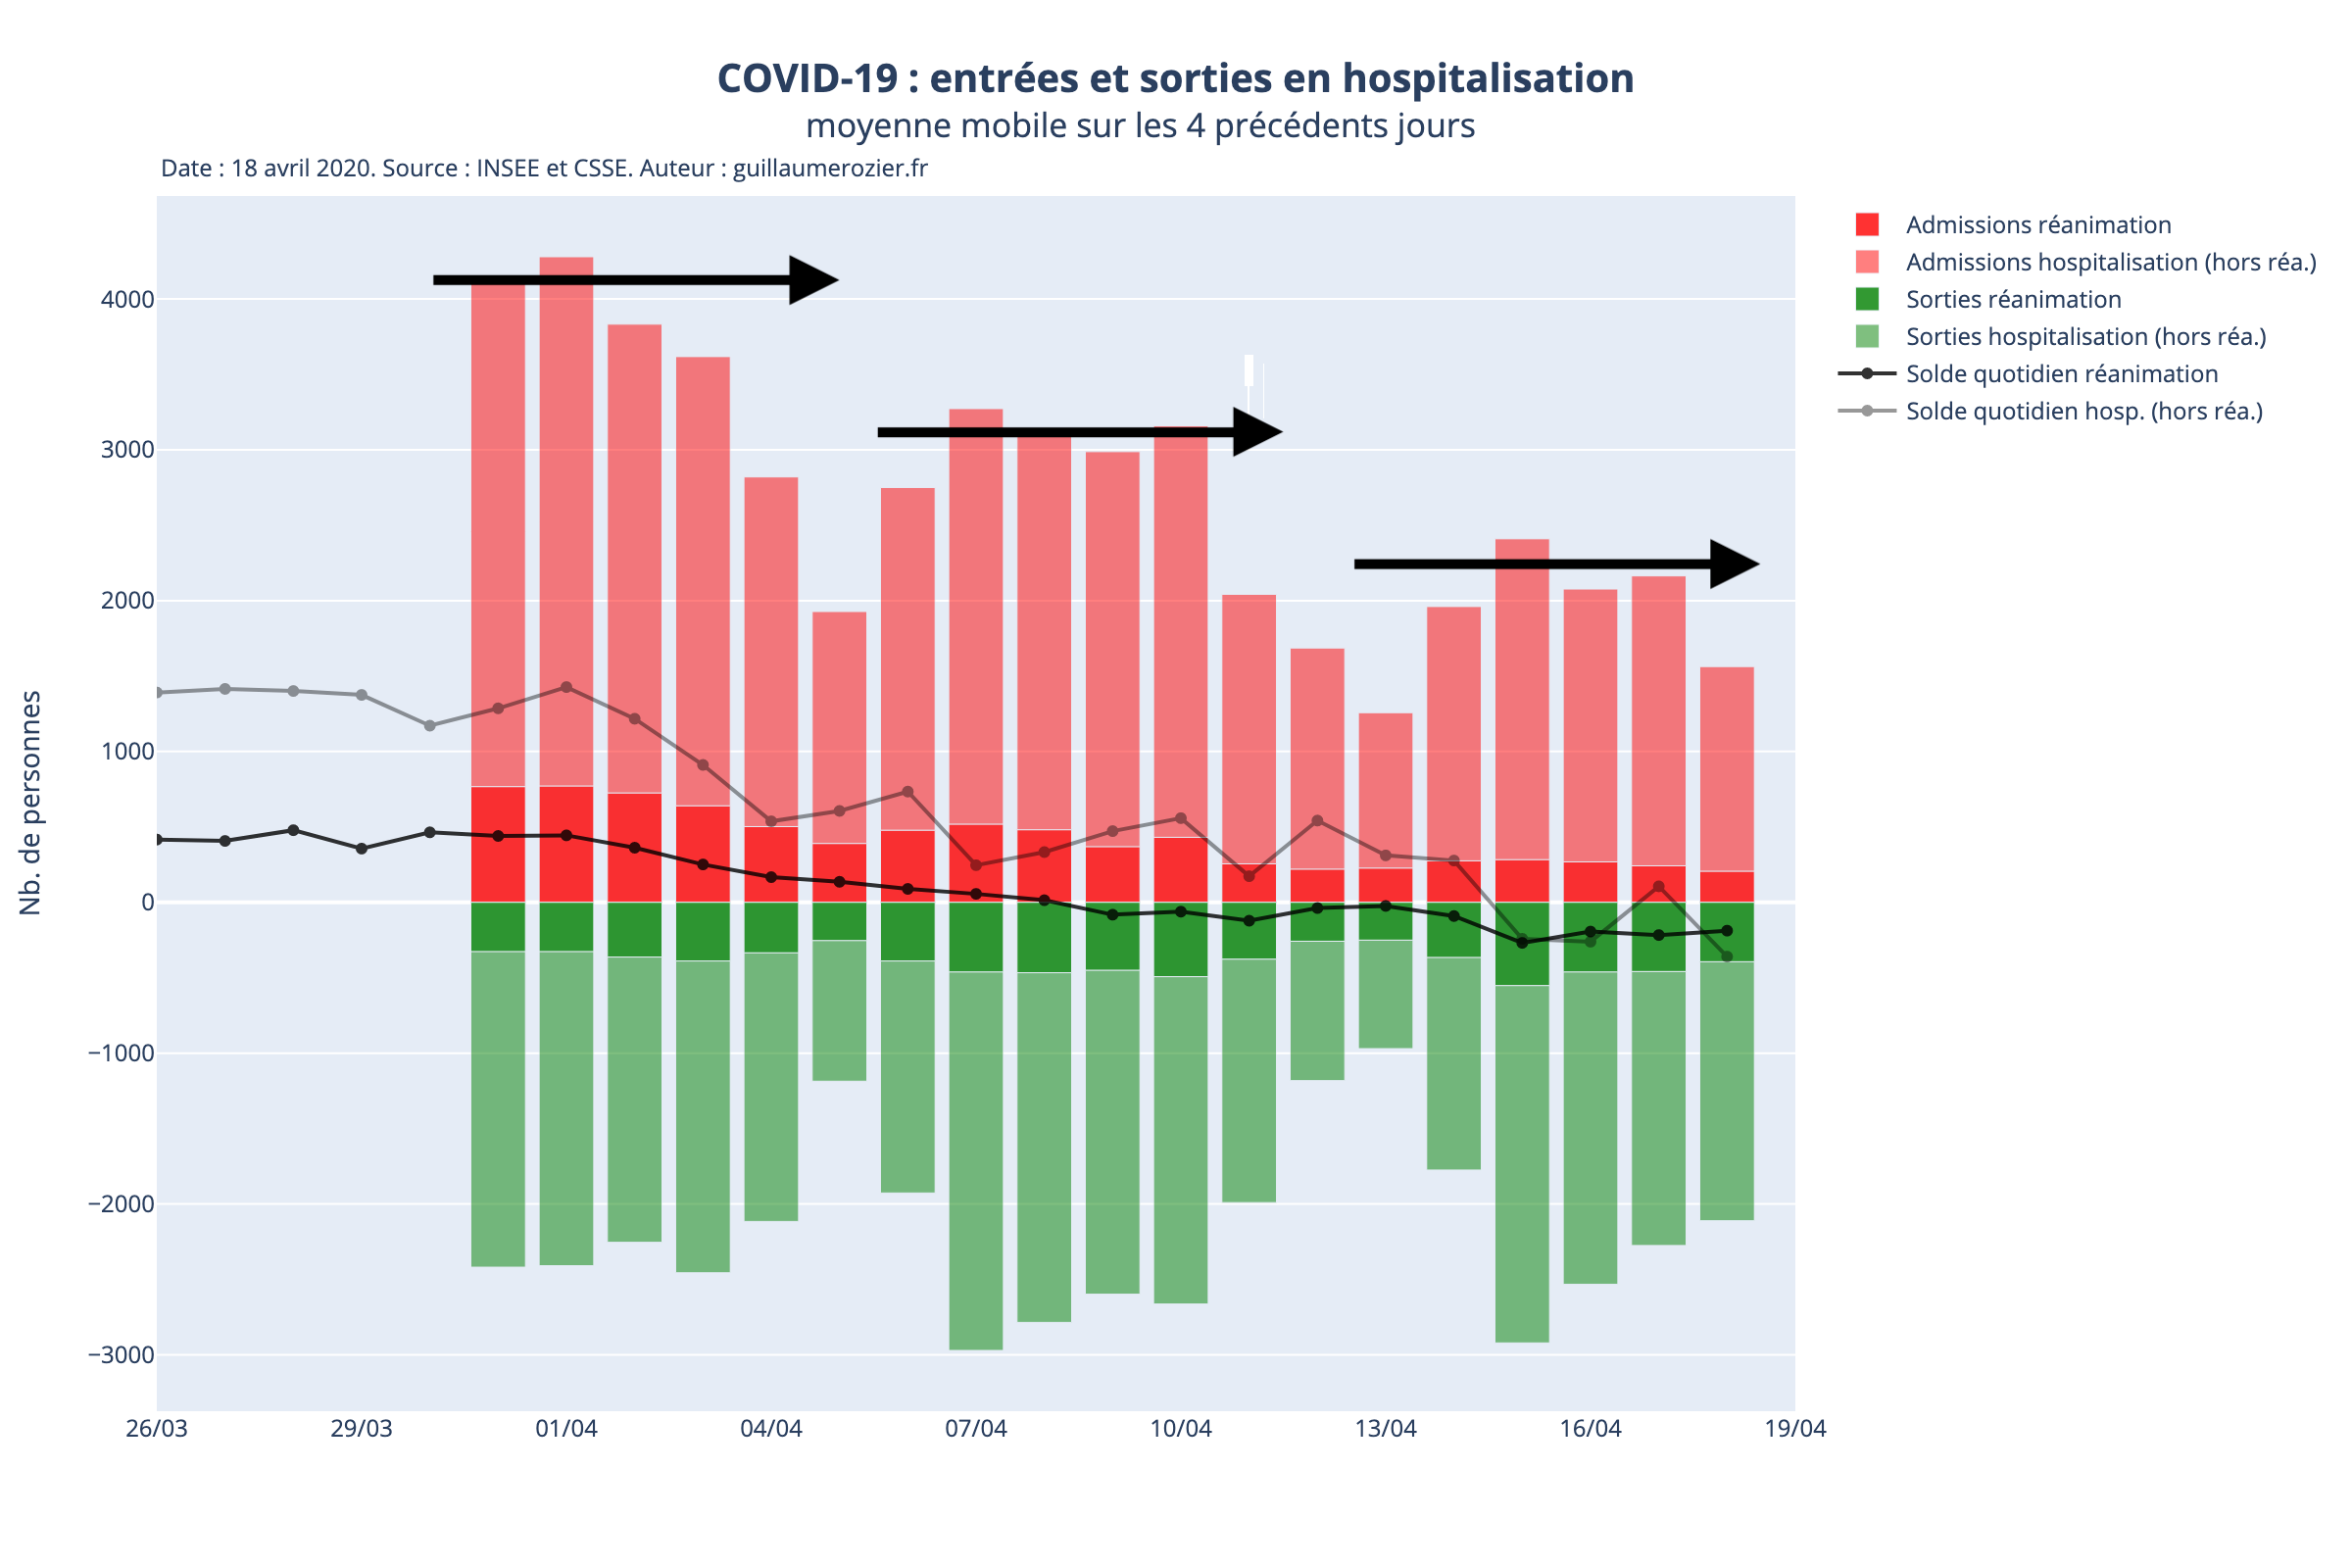 COVID-19 : entrées et sorties en hospitalisation
moyenne mobile sur les 4 précédents jours
Date : 18 avril 2020. Source : INSEE et CSSE. Auteur : guillaumerozier.fr
Admissions réanimation
Admissions hospitalisation (hors réa.)
Sorties réanimation
Sorties hospitalisation (hors réa.)
Solde quotidien réanimation
Solde quotidien hosp. (hors réa.)
Nb. de personnes
4000
3000
2000
1000
0
−1000
−2000
−3000
26/03 29/03 01/04 04/04 07/04 10/04 13/04 16/04 19/04